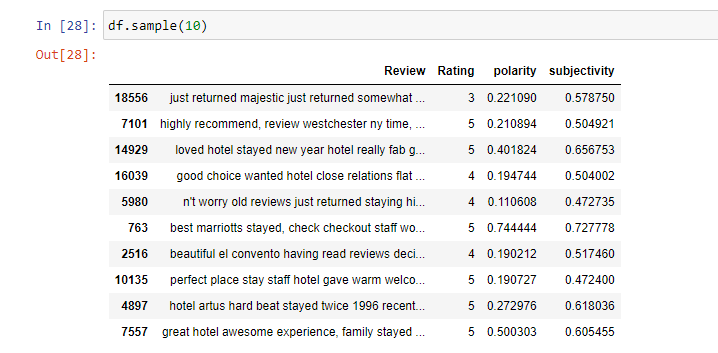 In [28]: df.sample(10)
Out[28]:
Review Rating polarity subjectivity
18556 just returned majestic just returned somewhat ... 3 0.221090 0.578750
7101 highly recommend, review westchester ny time, ... 5 0.210894 0.504921
14929 loved hotel stayed new year hotel really fab g... 5 0.401824 0.656753
16039 good choice wanted hotel close relations flat ... 4 0.194744 0.504002
5980 n't worry old reviews just returned staying hi... 4 0.110608 0.472735
763 best marriotts stayed, check checkout staff wo... 5 0.744444 0.727778
2516 beautiful el convento having read reviews deci... 4 0.190212 0.517460
10135 perfect place stay staff hotel gave warm welco... 5 0.190727 0.472400
4897 hotel artus hard beat stayed twice 1996 recent... 5 0.272976 0.618036
7557 great hotel awesome experience, family stayed ... 5 0.500303 0.605455